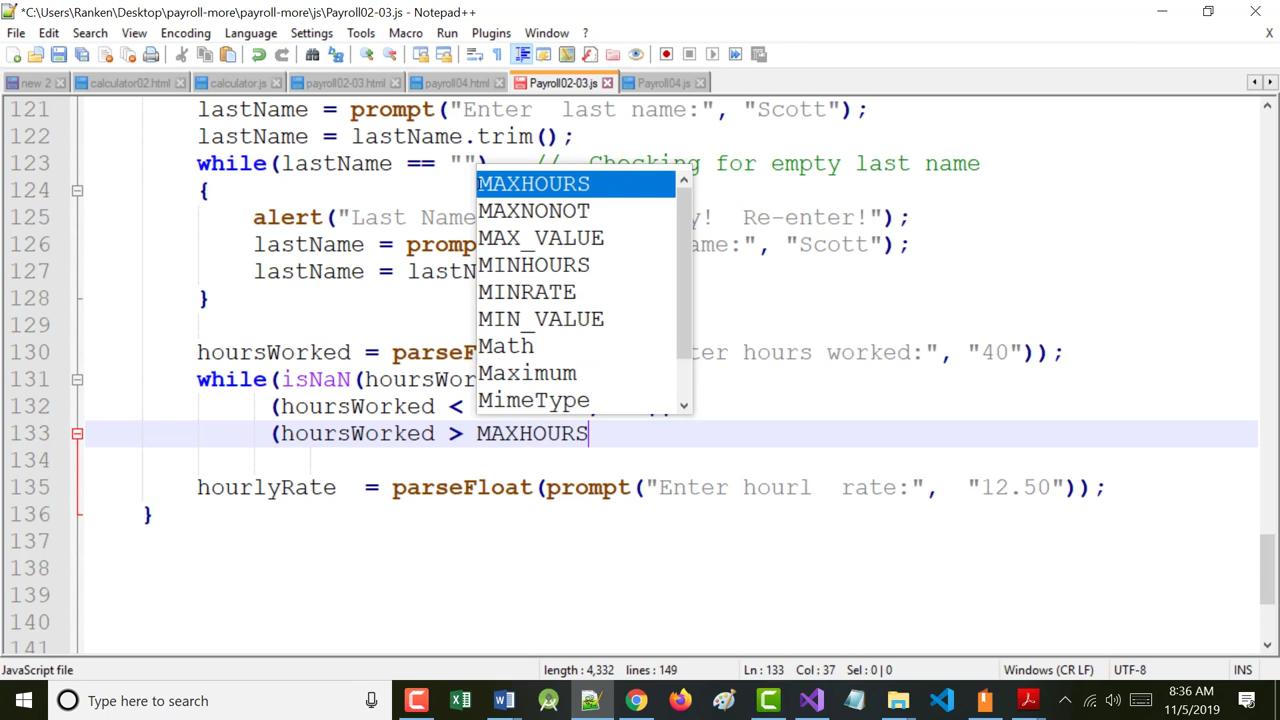 *C:\Users\Ranken\Desktop\payroll-more\payroll-more\js\Payroll02-03.js - Notepad++
File Edit Search View Encoding Language Settings Tools Macro Run Plugins Window ? X
new 2 calculator02.html calculator.js payroll02-03.html payroll04.html Payroll02-03.js Payroll04.js
121 lastName = prompt("Enter  last name:", "Scott");
122 lastName = lastName.trim();
123 while(lastName == "")   //  Checking for empty last name
124 {
125 alert("Last Name y!  Re-enter!");
126 lastName = promp ame:", "Scott");
127 lastName = lastN
128 }
129
130 hoursWorked = parseF ter hours worked:", "40"));
131 while(isNaN(hoursWor
132 (hoursWorked <
133 (hoursWorked > MAXHOURS
134
135 hourlyRate  = parseFloat(prompt("Enter hourl  rate:",  "12.50"));
136 }
137
138
139
140
141
MAXHOURS
MAXNONOT
MAX_VALUE
MINHOURS
MINRATE
MIN_VALUE
Math
Maximum
MimeType
JavaScript file length : 4,332 lines : 149 Ln : 133 Col : 37 Sel : 0 | 0 Windows (CR LF) UTF-8 INS
Type here to search 8:36 AM
11/5/2019